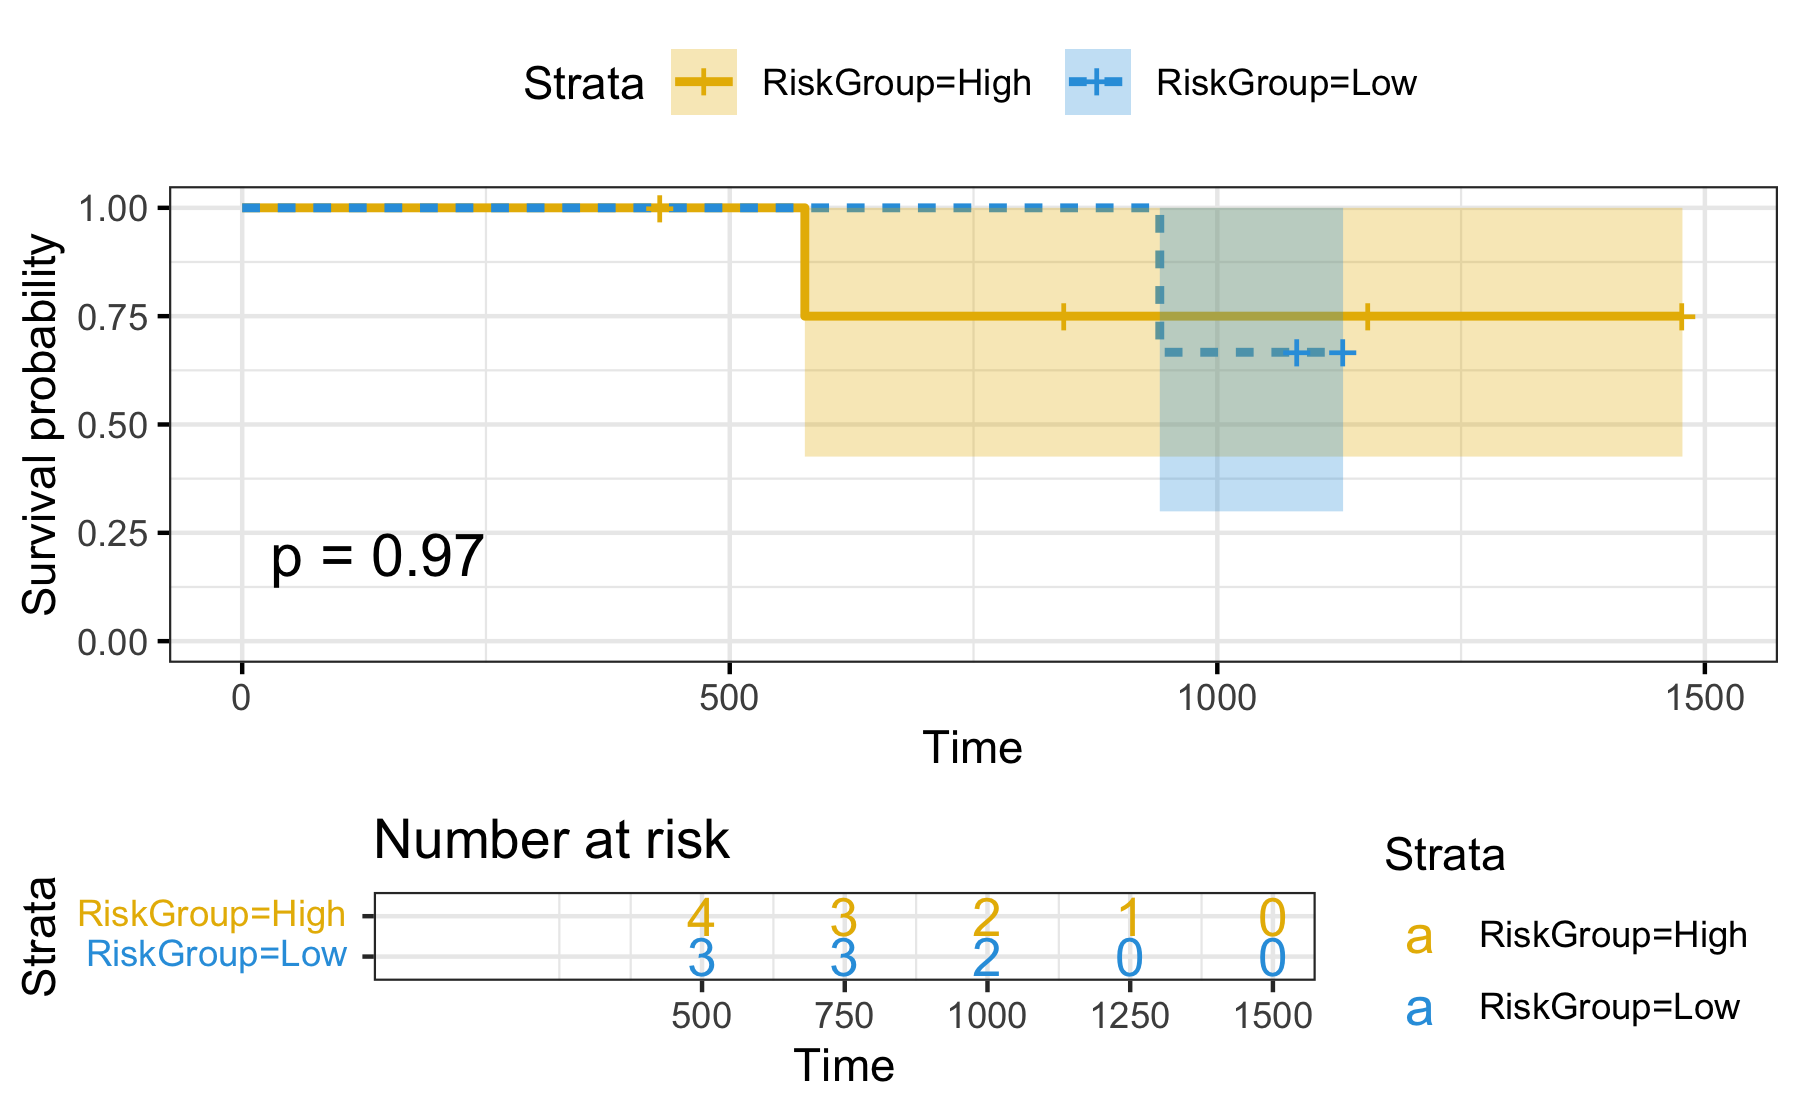 Strata RiskGroup=High RiskGroup=Low
Survival probability
1.00
0.75
0.50
0.25
0.00
p = 0.97
0 500 1000 1500
Time
Number at risk
Strata
RiskGroup=High 4 3 2 1 0
RiskGroup=Low 3 3 2 0 0
500 750 1000 1250 1500
Time
Strata
a RiskGroup=High
a RiskGroup=Low